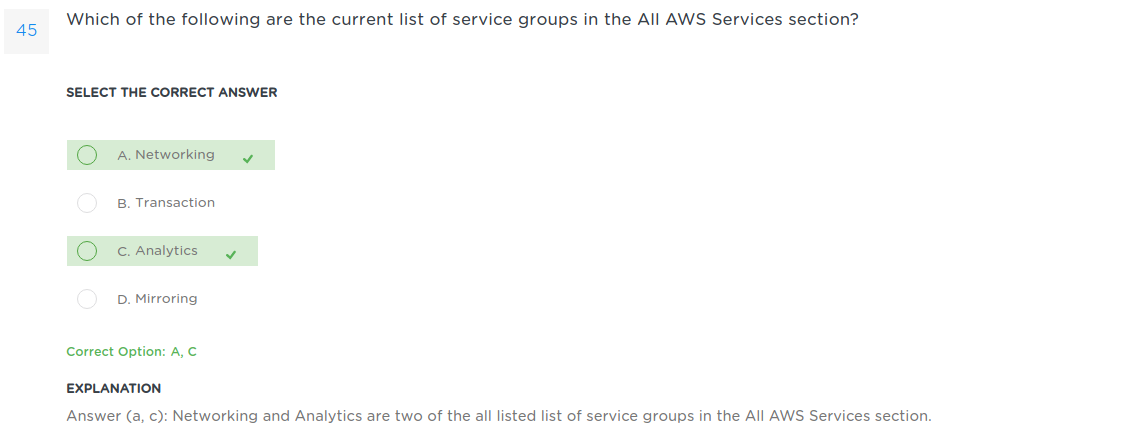 45
Which of the following are the current list of service groups in the All AWS Services section?
SELECT THE CORRECT ANSWER
A. Networking
B. Transaction
C. Analytics
D. Mirroring
Correct Option: A, C
EXPLANATION
Answer (a, c): Networking and Analytics are two of the all listed list of service groups in the All AWS Services section.